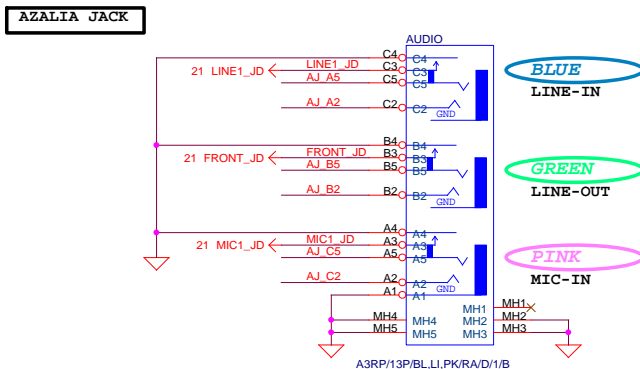 AZALIA JACK
AUDIO
C4 C4
21 LINE1_JD LINE1_JD C3 C3
AJ_A5 C5 C5
AJ_A2 C2 C2
GND
BLUE
LINE-IN
B4 B4
21 FRONT_JD FRONT_JD B3 B3
AJ_B5 B5 B5
AJ_B2 B2 B2
GND
GREEN
LINE-OUT
A4 A4
21 MIC1_JD MIC1_JD A3 A3
AJ_C5 A5 A5
AJ_C2 A2 A2
GND
A1 A1
PINK
MIC-IN
MH1 MH1
MH4 MH4 MH2 MH2
MH5 MH5 MH3 MH3
A3RP/13P/BL,LI,PK/RA/D/1/B